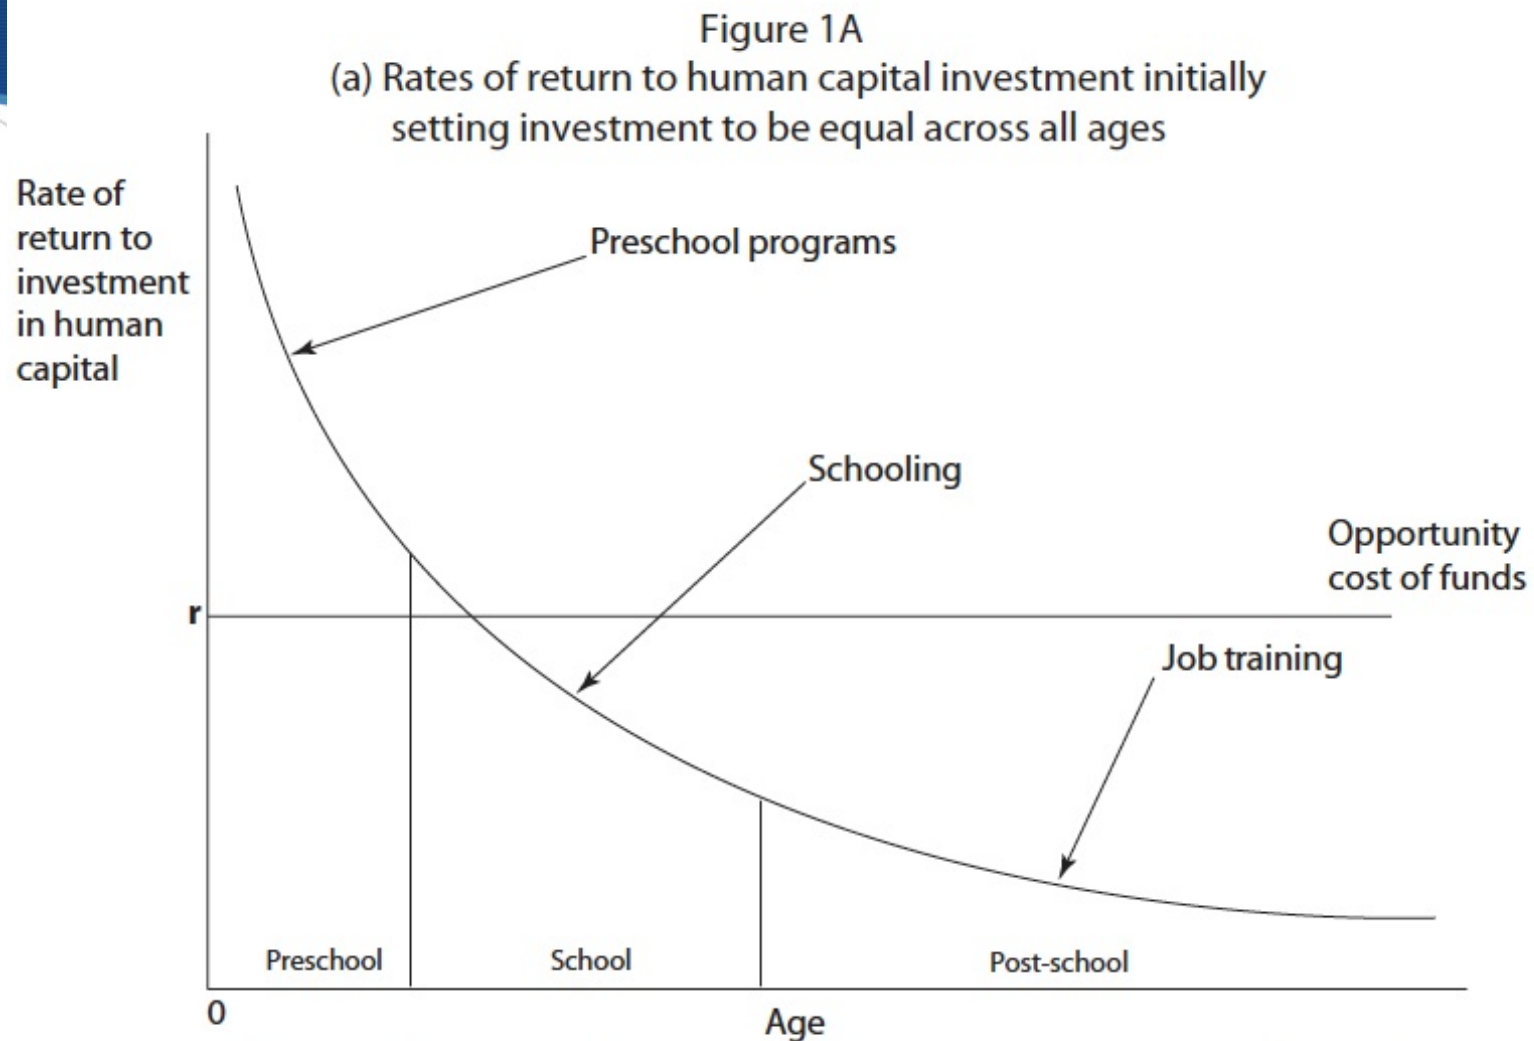 Figure 1A
(a) Rates of return to human capital investment initially
setting investment to be equal across all ages
Rate of
return to
investment
in human
capital
Preschool programs
Schooling
Opportunity
cost of funds
r
Job training
Preschool
School
Post-school
0
Age